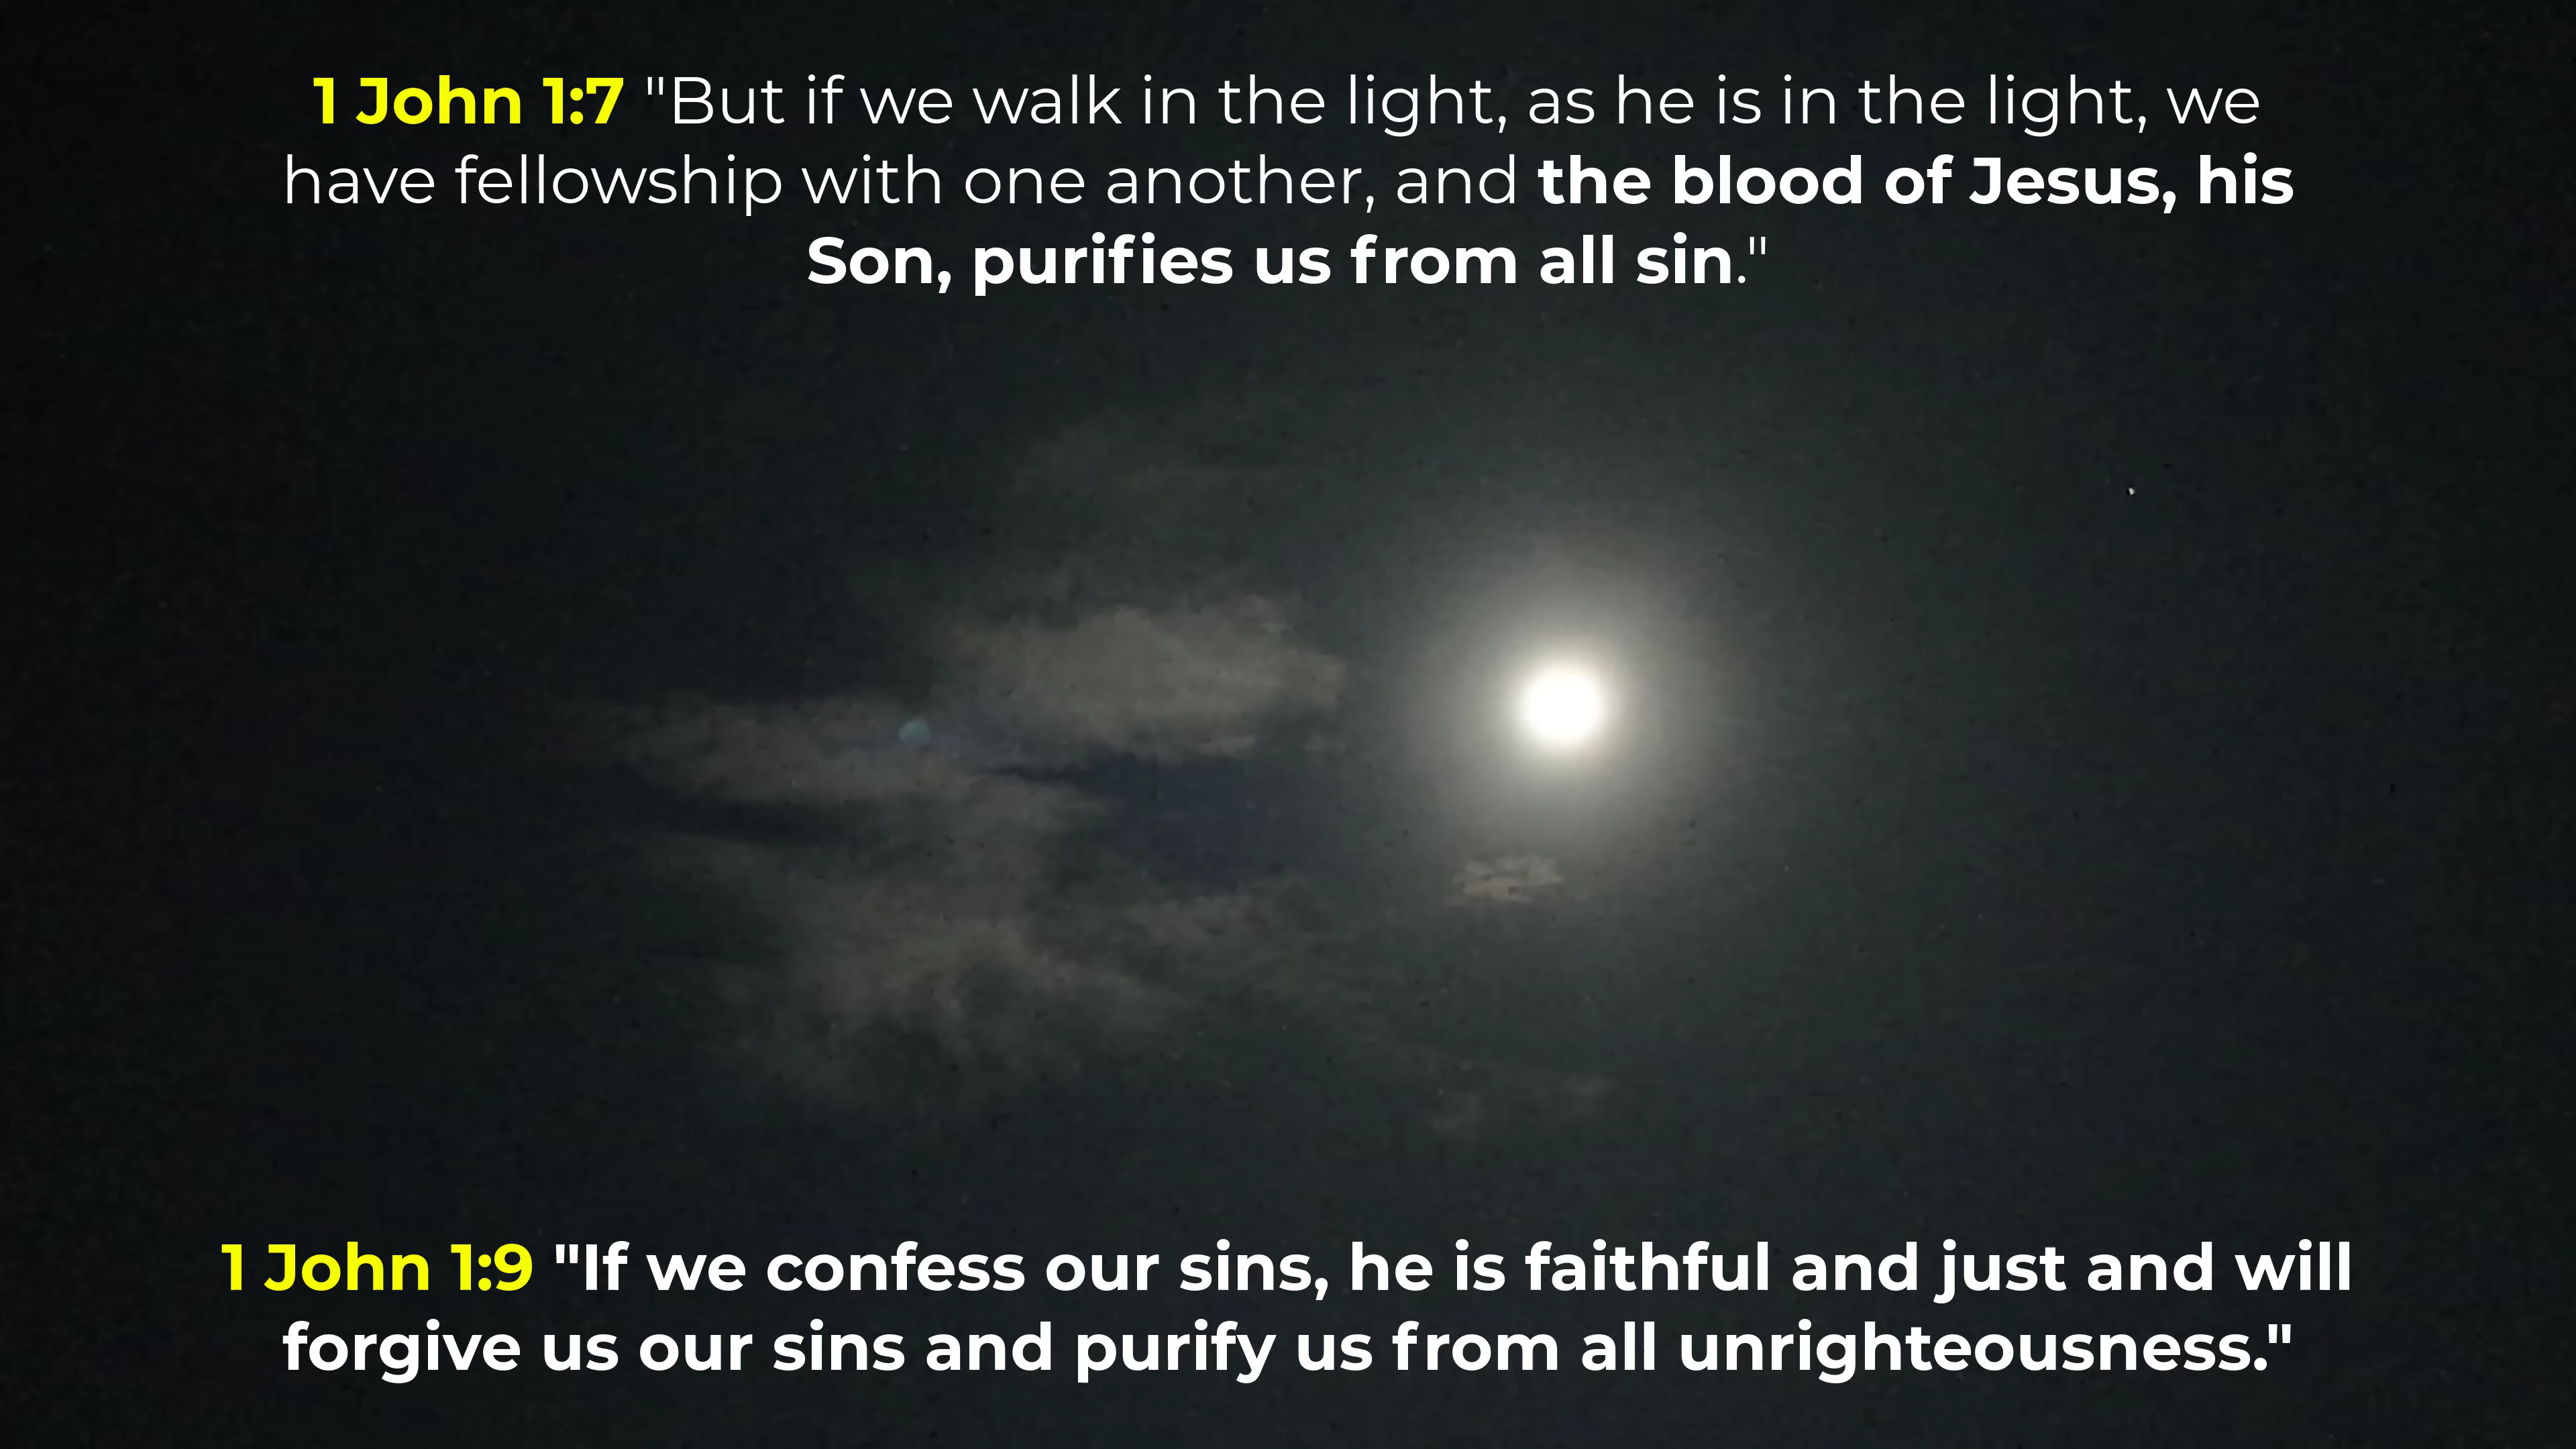 1 John 1:7 "But if we walk in the light, as he is in the light, we
have fellowship with one another, and the blood of Jesus, his
Son, purifies us from all sin."
1 John 1:9 "If we confess our sins, he is faithful and just and will
forgive us our sins and purify us from all unrighteousness."